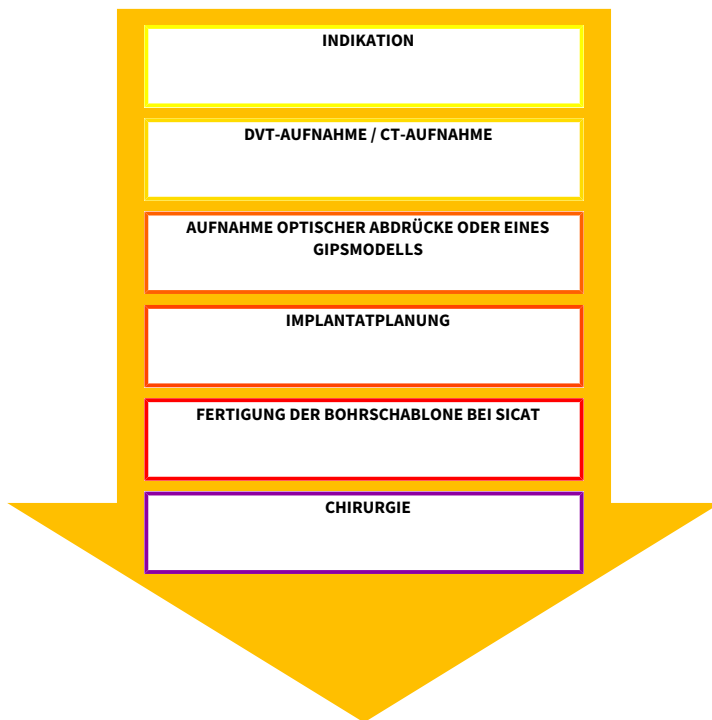 INDIKATION
DVT-AUFNAHME / CT-AUFNAHME
AUFNAHME OPTISCHER ABDRÜCKE ODER EINES
GIPSMODELLS
IMPLANTATPLANUNG
FERTIGUNG DER BOHRSCHABLONE BEI SICAT
CHIRURGIE